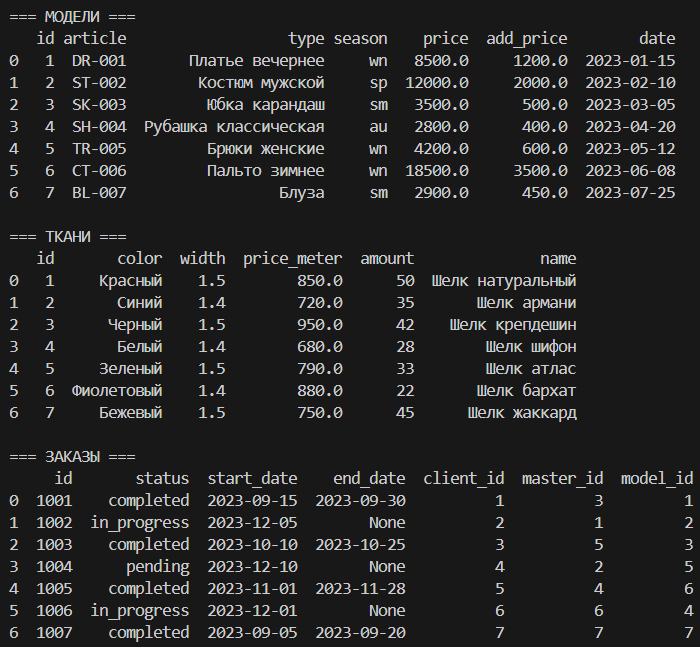 === МОДЕЛИ ===
id article type season price add_price date
0 1 DR-001 Платье вечернее wn 8500.0 1200.0 2023-01-15
1 2 ST-002 Костюм мужской sp 12000.0 2000.0 2023-02-10
2 3 SK-003 Юбка карандаш sm 3500.0 500.0 2023-03-05
3 4 SH-004 Рубашка классическая au 2800.0 400.0 2023-04-20
4 5 TR-005 Брюки женские wn 4200.0 600.0 2023-05-12
5 6 CT-006 Пальто зимнее wn 18500.0 3500.0 2023-06-08
6 7 BL-007 Блуза sm 2900.0 450.0 2023-07-25
=== ТКАНИ ===
id color width price_meter amount name
0 1 Красный 1.5 850.0 50 Шелк натуральный
1 2 Синий 1.4 720.0 35 Шелк армани
2 3 Черный 1.5 950.0 42 Шелк крепдешин
3 4 Белый 1.4 680.0 28 Шелк шифон
4 5 Зеленый 1.5 790.0 33 Шелк атлас
5 6 Фиолетовый 1.4 880.0 22 Шелк бархат
6 7 Бежевый 1.5 750.0 45 Шелк жаккард
=== ЗАКАЗЫ ===
id status start_date end_date client_id master_id model_id
0 1001 completed 2023-09-15 2023-09-30 1 3 1
1 1002 in_progress 2023-12-05 None 2 1 2
2 1003 completed 2023-10-10 2023-10-25 3 5 3
3 1004 pending 2023-12-10 None 4 2 5
4 1005 completed 2023-11-01 2023-11-28 5 4 6
5 1006 in_progress 2023-12-01 None 6 6 4
6 1007 completed 2023-09-05 2023-09-20 7 7 7